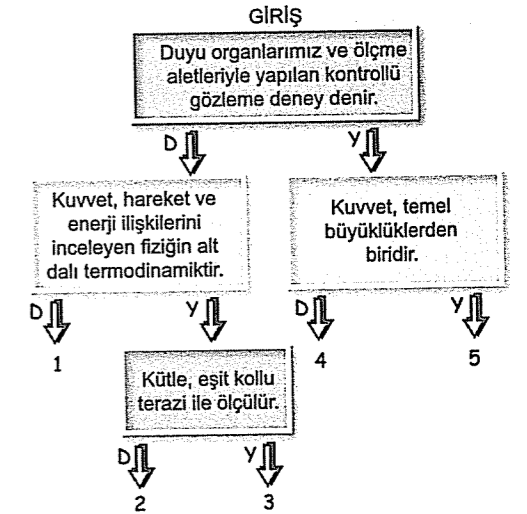 GİRİŞ
Duyu organlarımız ve ölçme
aletleriyle yapılan kontrollü
gözleme deney denir.
D Y
Kuvvet, hareket ve
enerji ilişkilerini
inceleyen fiziğin alt
dalı termodinamiktir.
Kuvvet, temel
büyüklüklerden
biridir.
D Y D Y
1 4 5
Kütle, eşit kollu
terazi ile ölçülür.
D Y
2 3